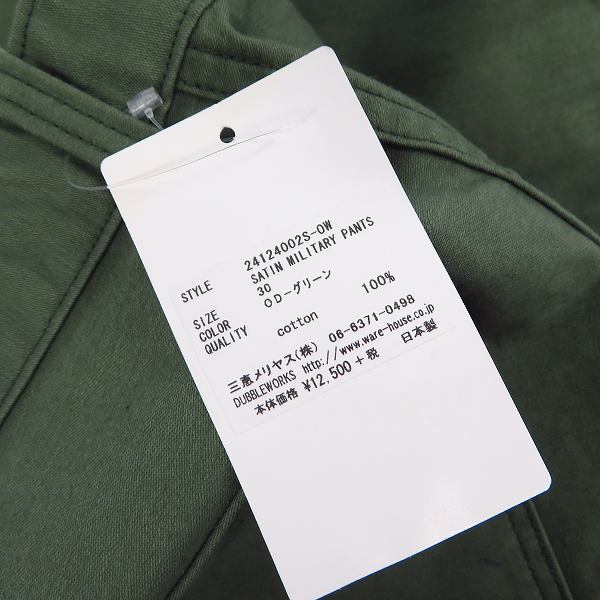 STYLE 24124002S-OW
SATIN MILITARY PANTS
SIZE 30
COLOR OD-グリーン
QUALITY cotton 100%
三恵メリヤス(株) 06-6371-0498
DUBBLEWORKS http://www.ware-house.co.jp
本体価格 ¥12,500+税 日本製